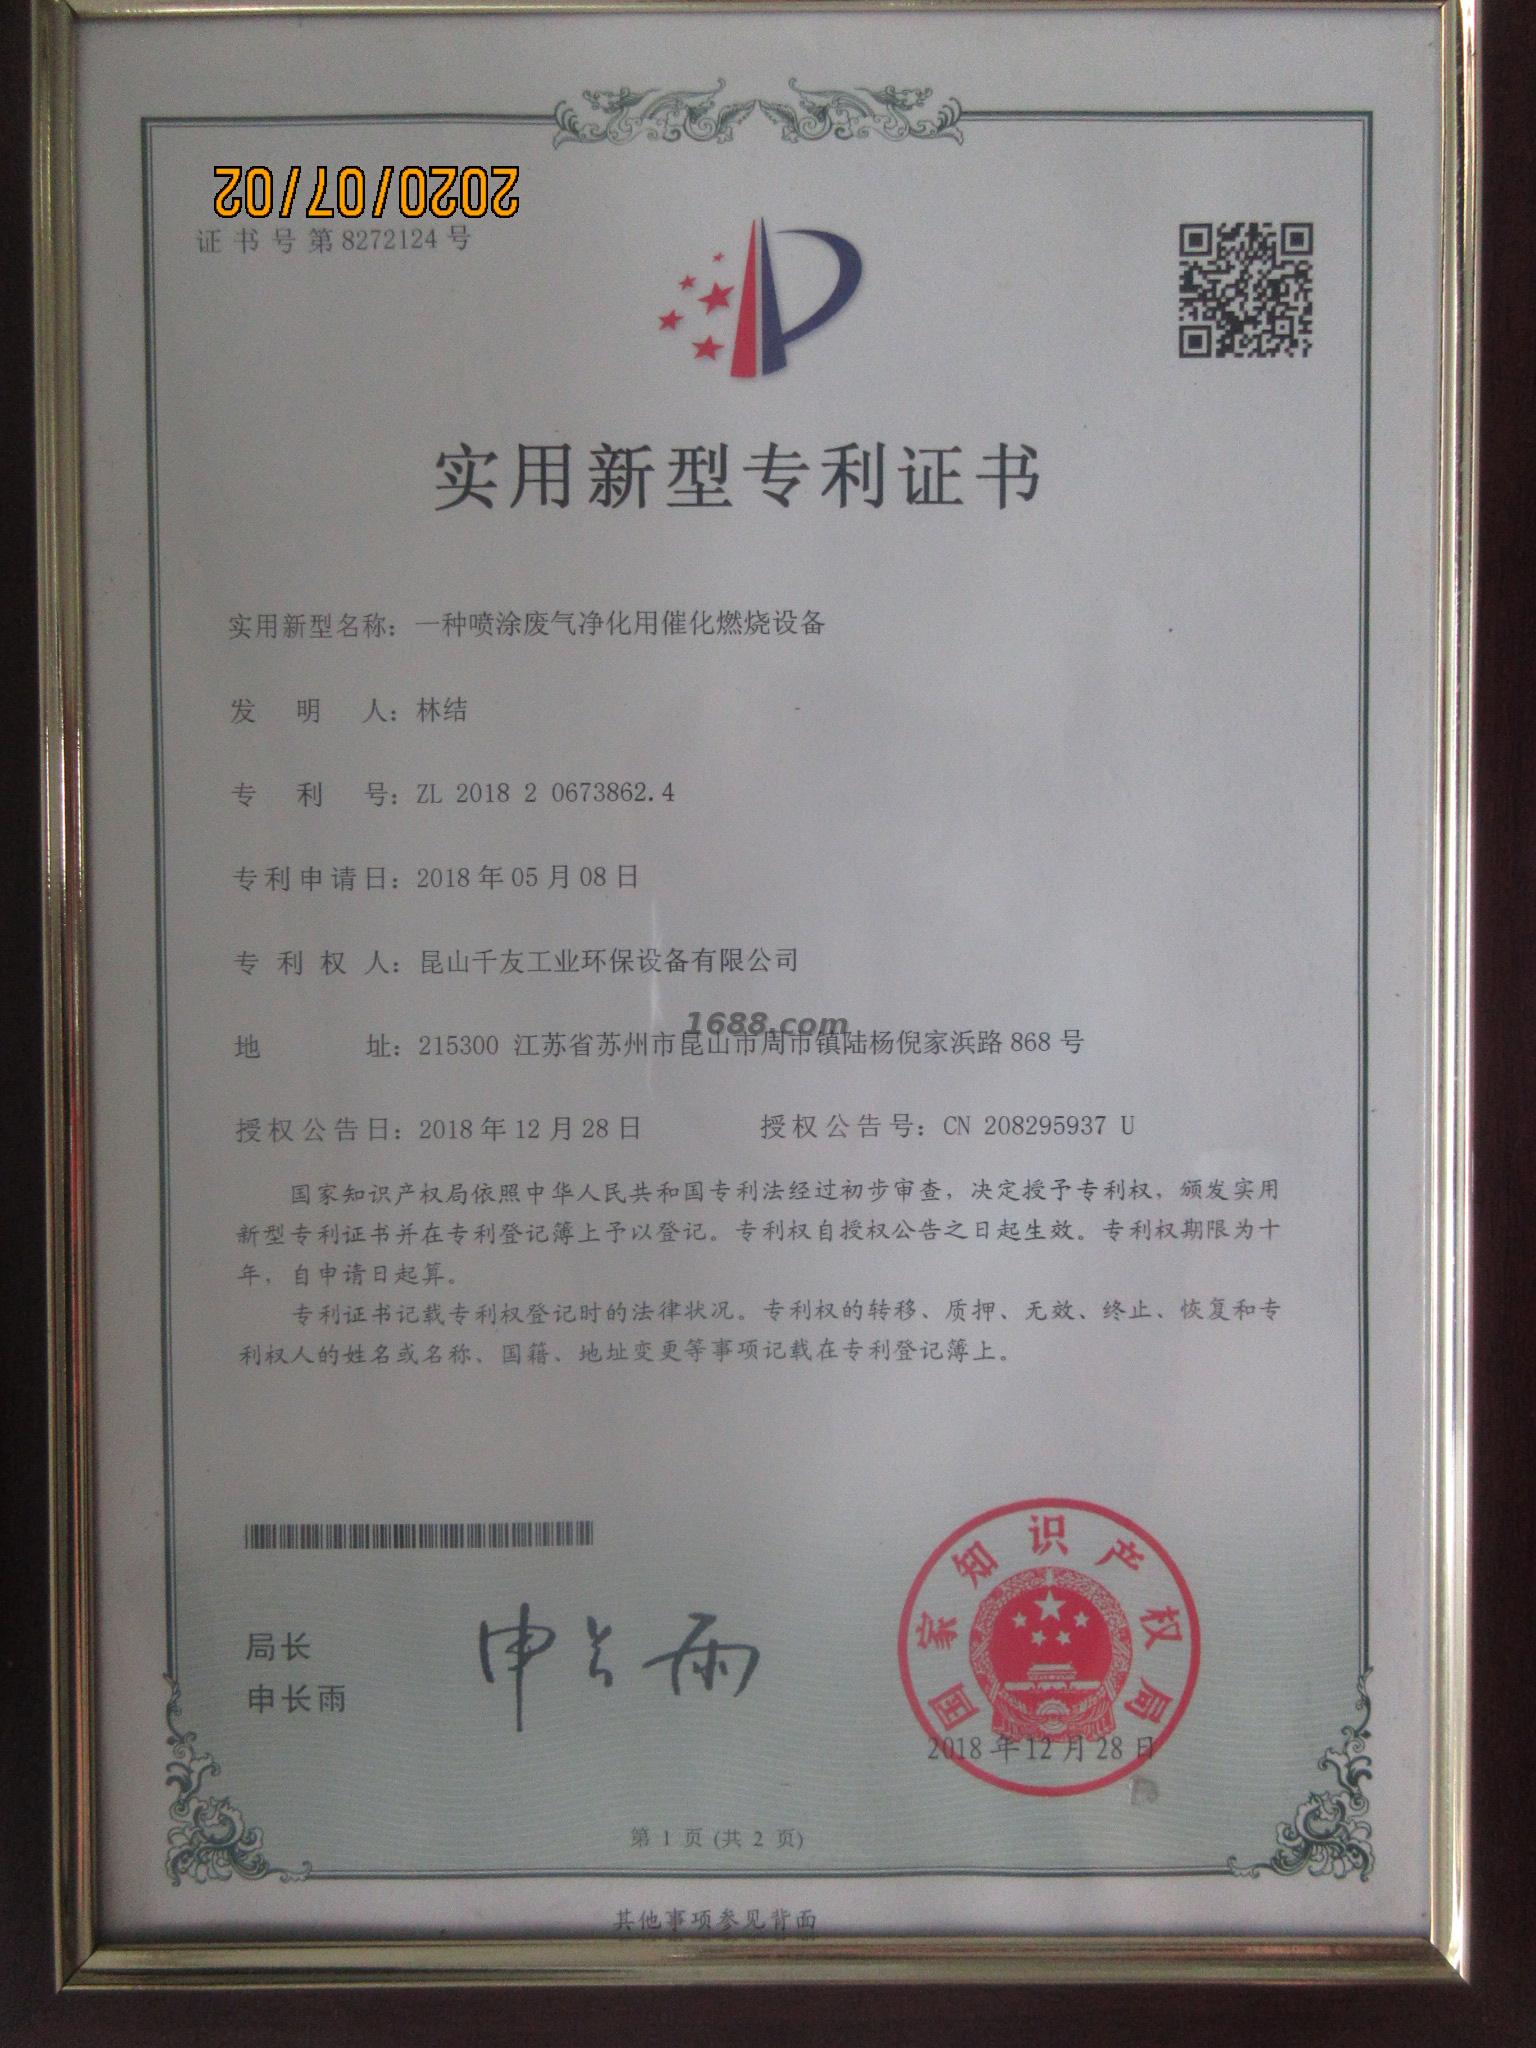 2020/07/02
证书号第8272124号
实用新型专利证书
实用新型名称：一种喷涂废气净化用催化燃烧设备
发明人：林结
专利号：ZL 2018 2 0673862.4
专利申请日：2018年05月08日
专利权人：昆山千友工业环保设备有限公司
1688.com
地址：215300 江苏省苏州市昆山市周市镇陆杨倪家浜路868号
授权公告日：2018年12月28日 授权公告号：CN 208295937 U
国家知识产权局依照中华人民共和国专利法经过初步审查，决定授予专利权，颁发实用
新型专利证书并在专利登记簿上予以登记。专利权自授权公告之日起生效。专利权期限为十
年，自申请日起算。
专利证书记载专利权登记时的法律状况。专利权的转移、质押、无效、终止、恢复和专
利权人的姓名或名称、国籍、地址变更等事项记载在专利登记簿上。
局长
申长雨
申长雨
国家知识产权局
2018年12月28日
第 1 页 (共 2 页)
其他事项参见背面